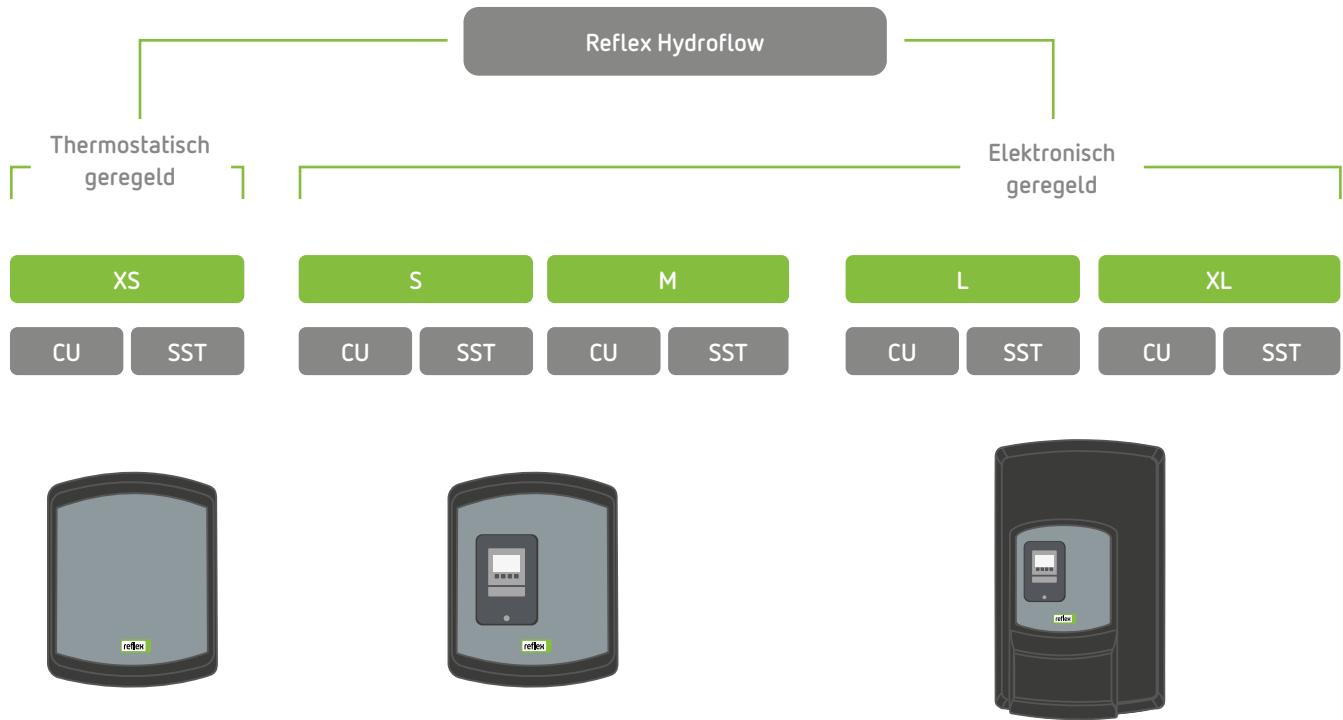 Reflex Hydroflow
Thermostatisch
geregeld
Elektronisch
geregeld
XS
S
M
L
XL
CU
SST
CU
SST
CU
SST
CU
SST
CU
SST
reflex
reflex
reflex